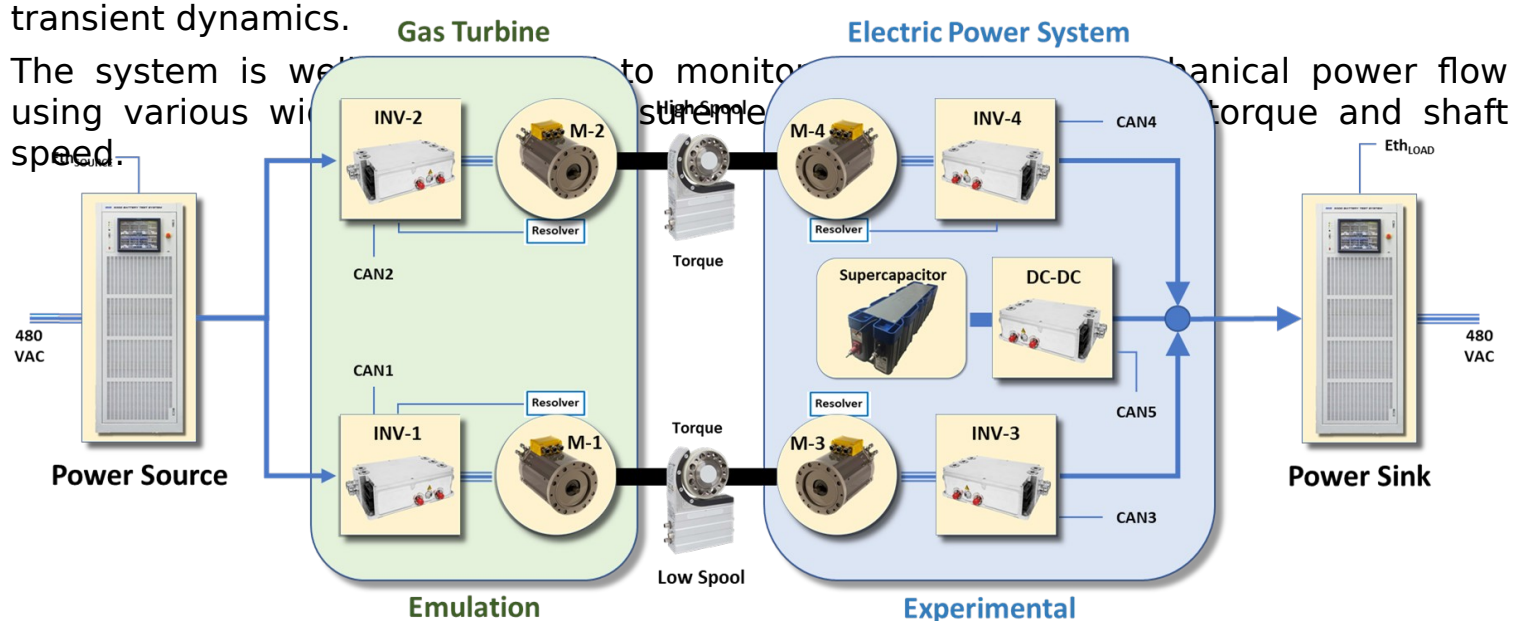 transient dynamics.
The system is well to monitor hanical power flow
using various torque and shaft
speed.
Gas Turbine
Electric Power System
High Spool
INV-2
M-2
M-4
INV-4
CAN4
Eth_LOAD
Resolver
Resolver
CAN2
Torque
Supercapacitor
DC-DC
480
VAC
480
VAC
CAN1
CAN5
Resolver
Resolver
Torque
INV-1
M-1
M-3
INV-3
Power Source
Power Sink
CAN3
Low Spool
Emulation
Experimental